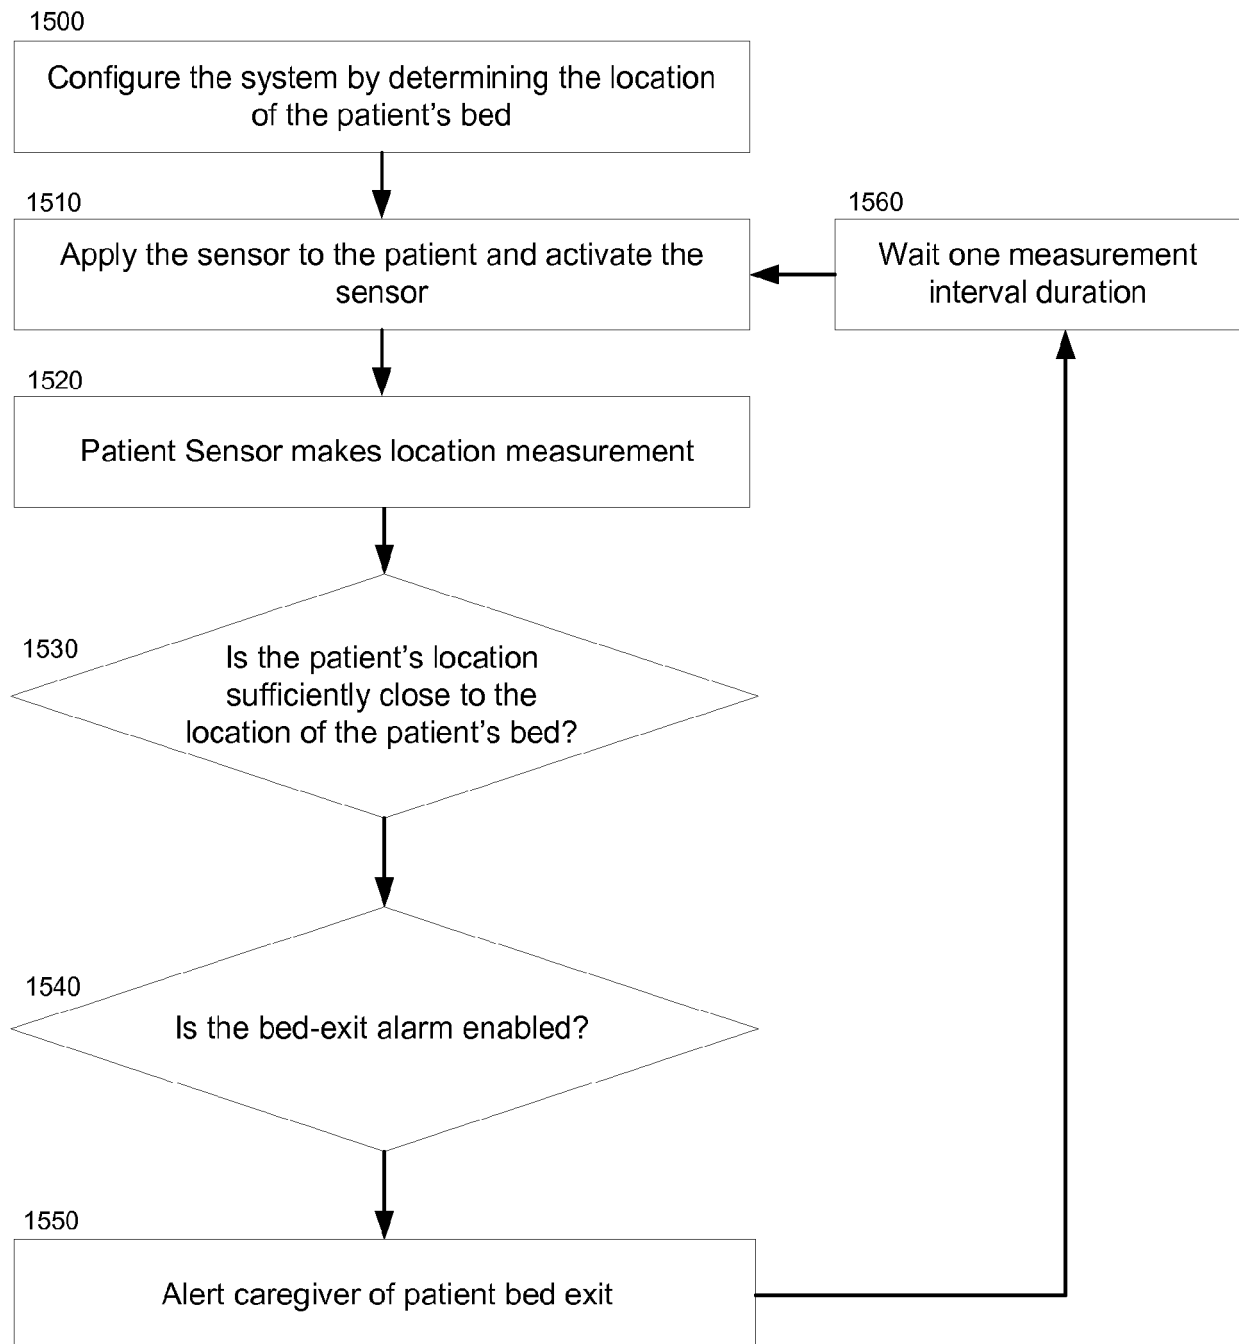 1500
Configure the system by determining the location
of the patient's bed
1510
Apply the sensor to the patient and activate the
sensor
1560
Wait one measurement
interval duration
1520
Patient Sensor makes location measurement
1530
Is the patient's location
sufficiently close to the
location of the patient's bed?
1540
Is the bed-exit alarm enabled?
1550
Alert caregiver of patient bed exit